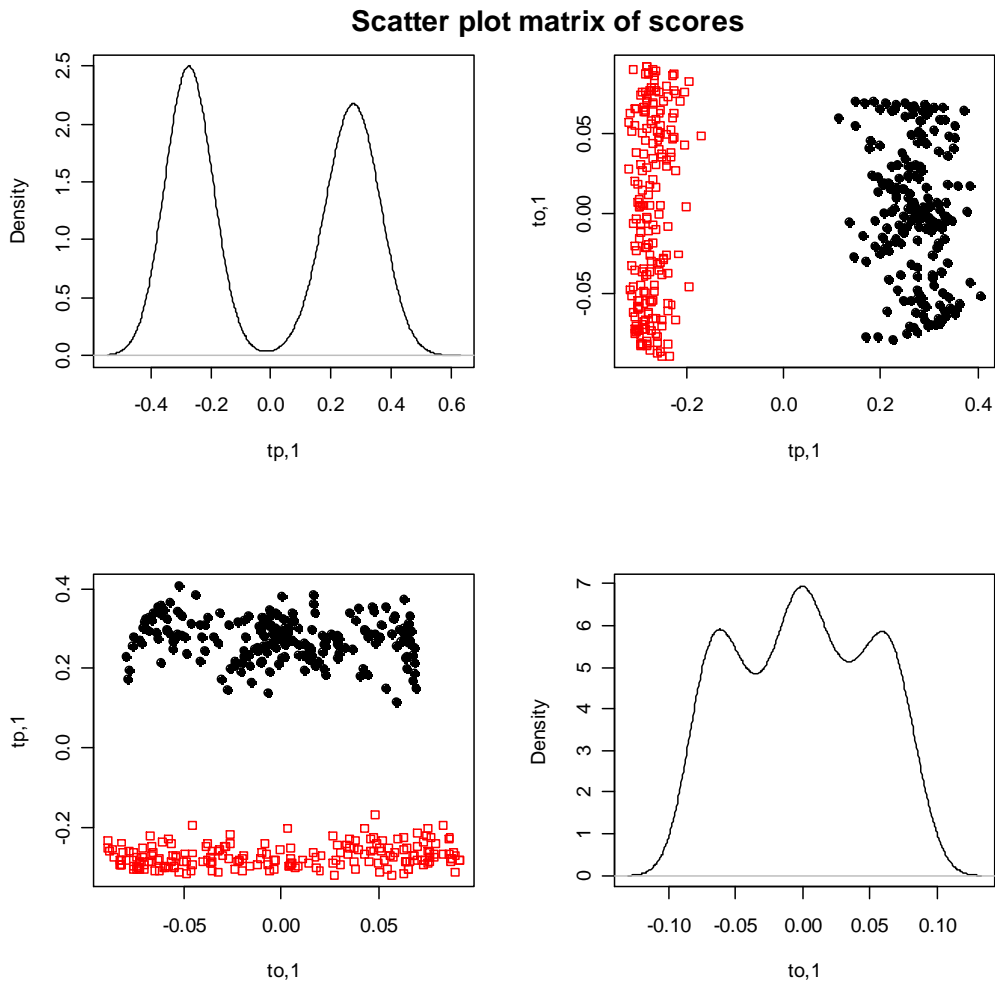 Scatter plot matrix of scores
Density
0.0 0.5 1.0 1.5 2.0 2.5
-0.4 -0.2 0.0 0.2 0.4 0.6
tp,1
to,1
-0.05 0.00 0.05
-0.2 0.0 0.2 0.4
tp,1
tp,1
-0.2 0.0 0.2 0.4
-0.05 0.00 0.05
to,1
Density
0 1 2 3 4 5 6 7
-0.10 -0.05 0.00 0.05 0.10
to,1